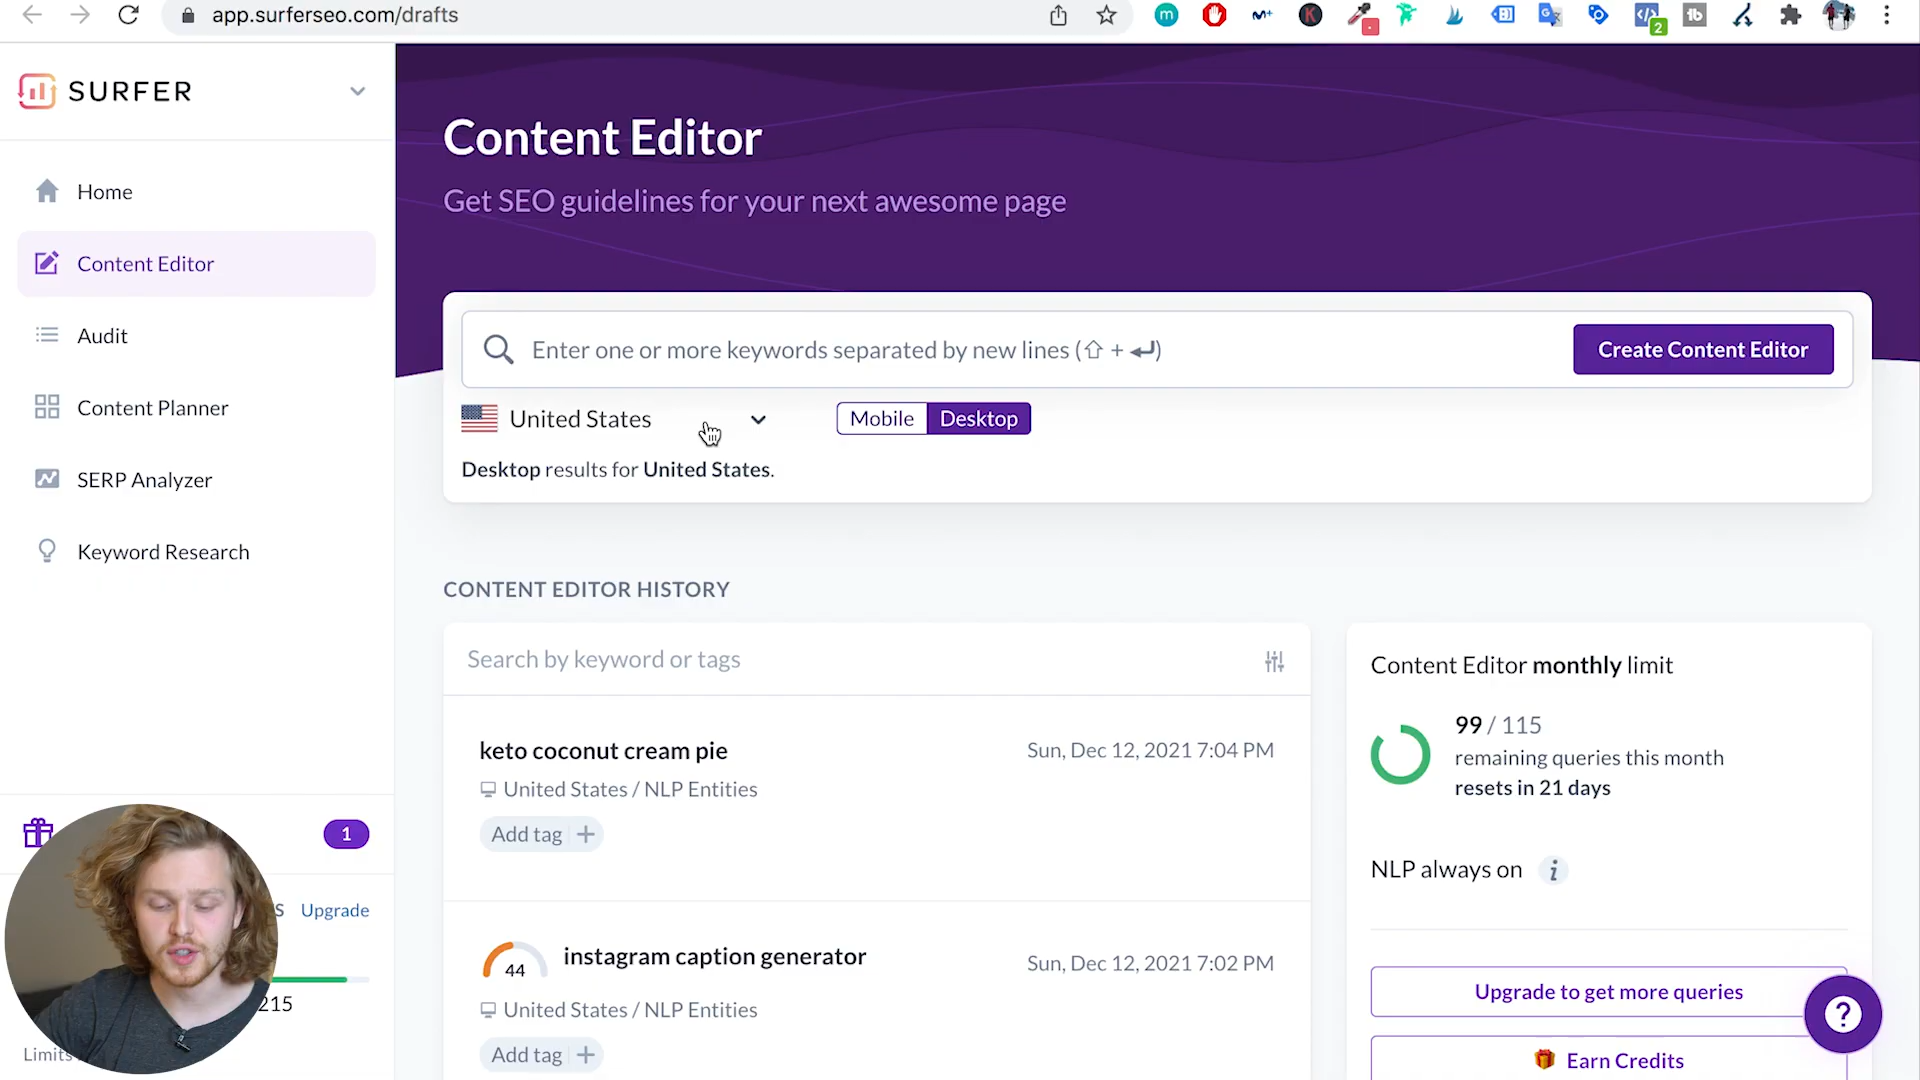 app.surferseo.com/drafts
2
SURFER
Home
Content Editor
Audit
Content Planner
SERP Analyzer
Keyword Research
1
S Upgrade
215
Limits
Content Editor
Get SEO guidelines for your next awesome page
Enter one or more keywords separated by new lines (⇧ + ↵)
Create Content Editor
United States
Mobile
Desktop
Desktop results for United States.
CONTENT EDITOR HISTORY
Search by keyword or tags
keto coconut cream pie
Sun, Dec 12, 2021 7:04 PM
United States / NLP Entities
Add tag +
44
instagram caption generator
Sun, Dec 12, 2021 7:02 PM
United States / NLP Entities
Add tag +
Content Editor monthly limit
99 / 115
remaining queries this month
resets in 21 days
NLP always on i
Upgrade to get more queries
Earn Credits
?